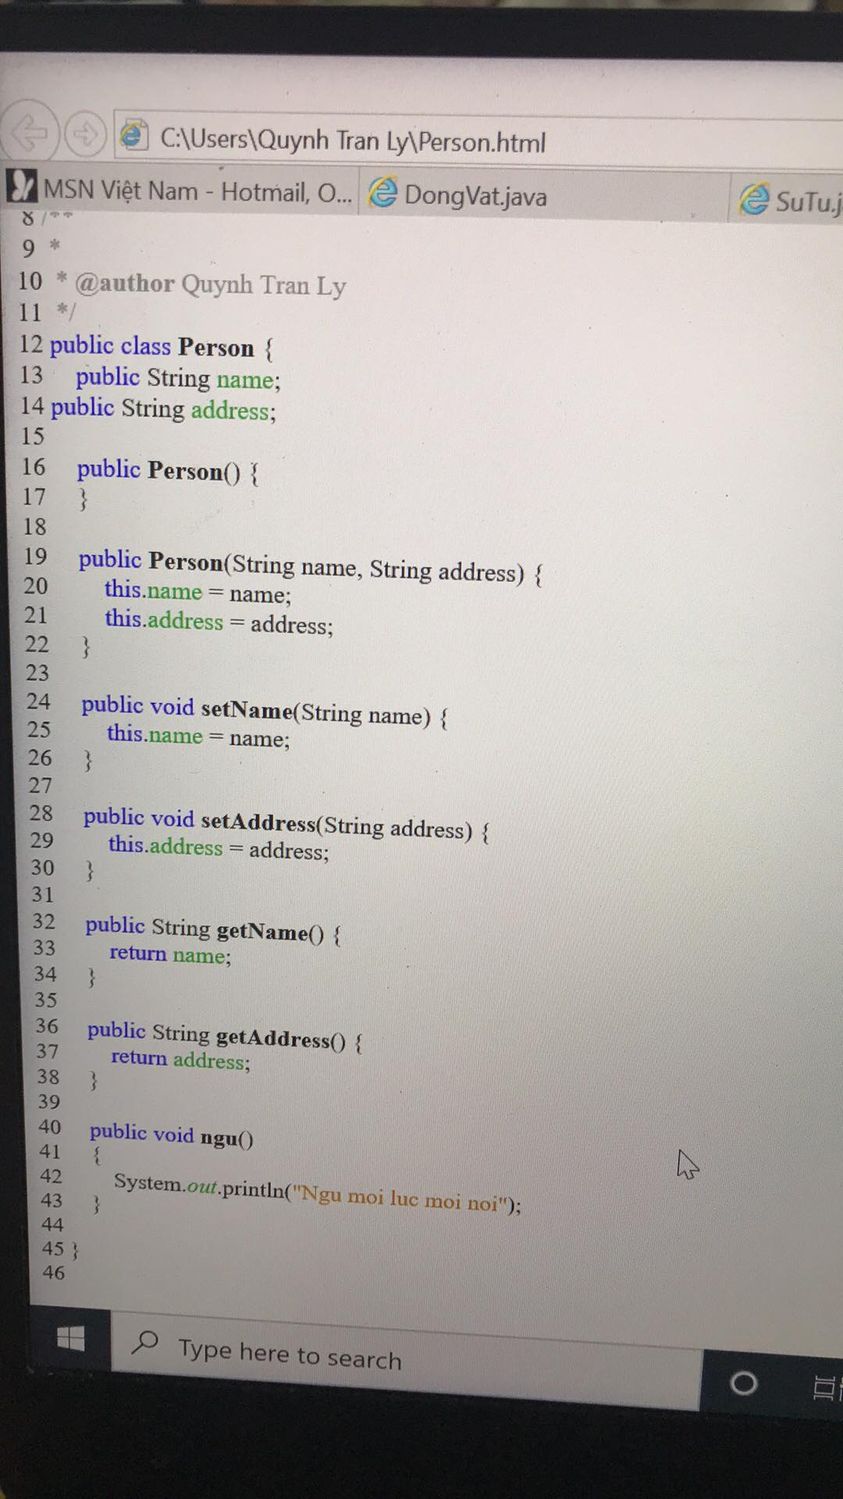 C:\Users\Quynh Tran Ly\Person.html
MSN Việt Nam - Hotmail, O... DongVat.java SuTu.j
8 /**
9 *
10 * @author Quynh Tran Ly
11 */
12 public class Person {
13 public String name;
14 public String address;
15
16 public Person() {
17 }
18
19 public Person(String name, String address) {
20 this.name = name;
21 this.address = address;
22 }
23
24 public void setName(String name) {
25 this.name = name;
26 }
27
28 public void setAddress(String address) {
29 this.address = address;
30 }
31
32 public String getName() {
33 return name;
34 }
35
36 public String getAddress() {
37 return address;
38 }
39
40 public void ngu()
41 {
42 System.out.println("Ngu moi luc moi noi");
43 }
44
45 }
46
Type here to search